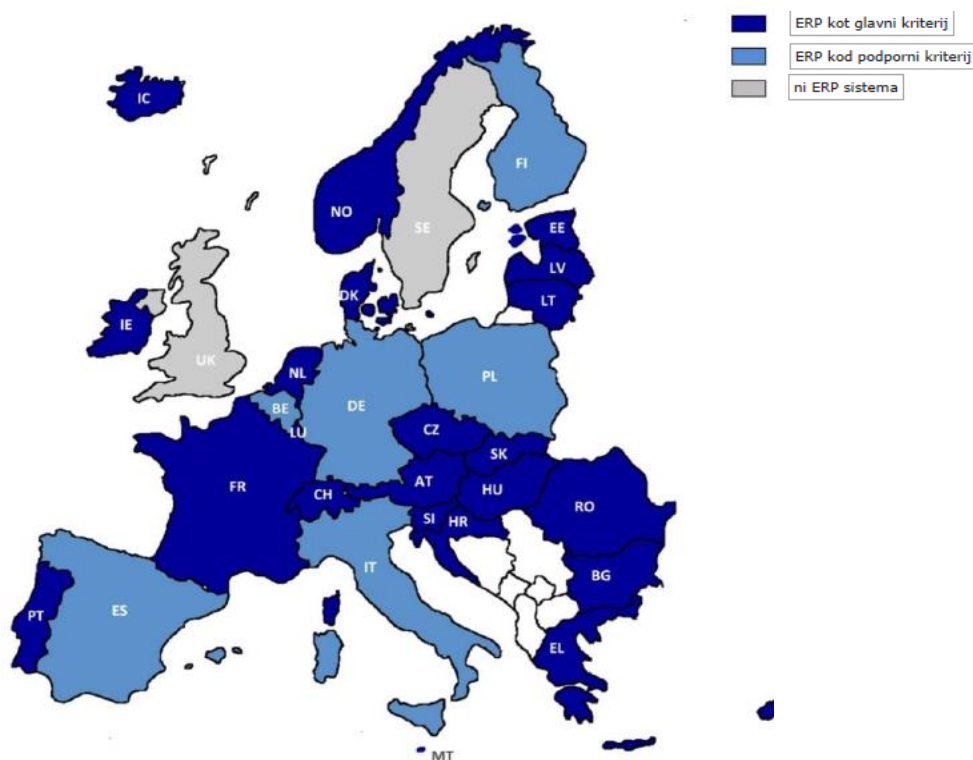 ERP kot glavni kriterij
ERP kod podporni kriterij
ni ERP sistema
IC
FI
NO
SE
EE
LV
LT
DK
IE
UK
NL
PL
BE
DE
LU
CZ
SK
FR
CH
AT
HU
RO
SI
HR
IT
BG
PT
ES
EL
MT